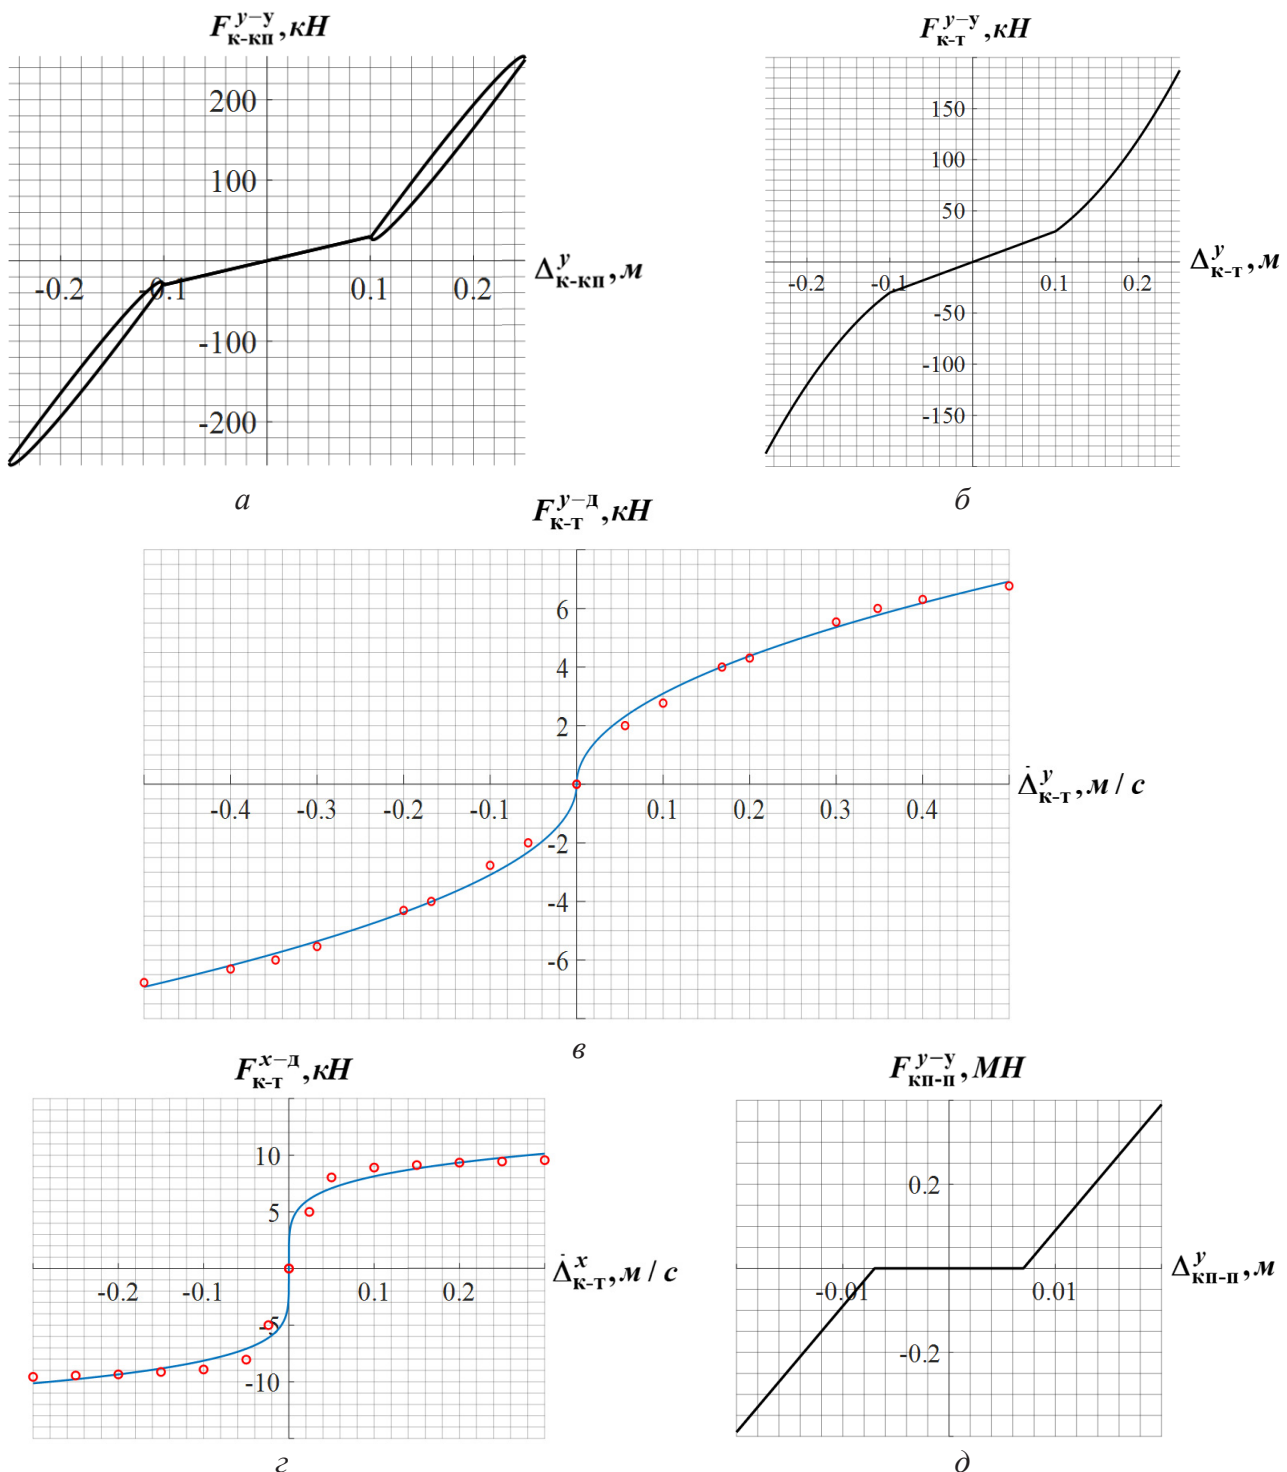 F к-кп y–y , кН
200
100
-0.2 -0.1 0.1 0.2
Δ к-кп y , м
-100
-200
а
F к-т y–y , кН
150
100
50
-0.2 -0.1 0.1 0.2
Δ к-т y , м
-50
-100
-150
б
F к-т y–д , кН
6
4
2
-0.4 -0.3 -0.2 -0.1 0.1 0.2 0.3 0.4
Δ̇ к-т y , м / с
-2
-4
-6
в
F к-т x–д , кН
10
5
-0.2 -0.1 0.1 0.2
Δ̇ к-т x , м / с
-5
-10
г
F кп-п y–y , МН
0.2
-0.01 0.01
Δ кп-п y , м
-0.2
д